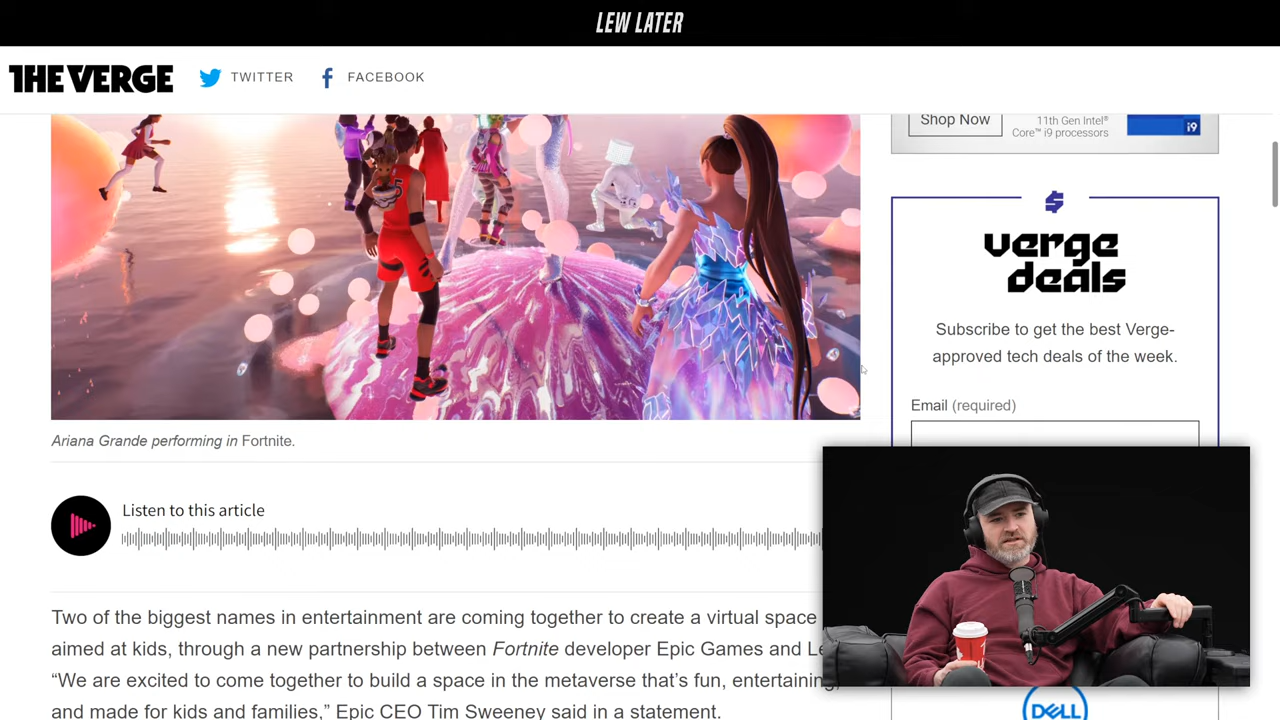 LEW LATER
THE VERGE TWITTER FACEBOOK
Shop Now
11th Gen Intel®
Core™ i9 processors
i9
5
$
verge
deals
Subscribe to get the best Verge-
approved tech deals of the week.
Email (required)
Ariana Grande performing in Fortnite.
Listen to this article
Two of the biggest names in entertainment are coming together to create a virtual space
aimed at kids, through a new partnership between Fortnite developer Epic Games and
“We are excited to come together to build a space in the metaverse that’s fun, entertaining,
and made for kids and families,” Epic CEO Tim Sweeney said in a statement.
DELL